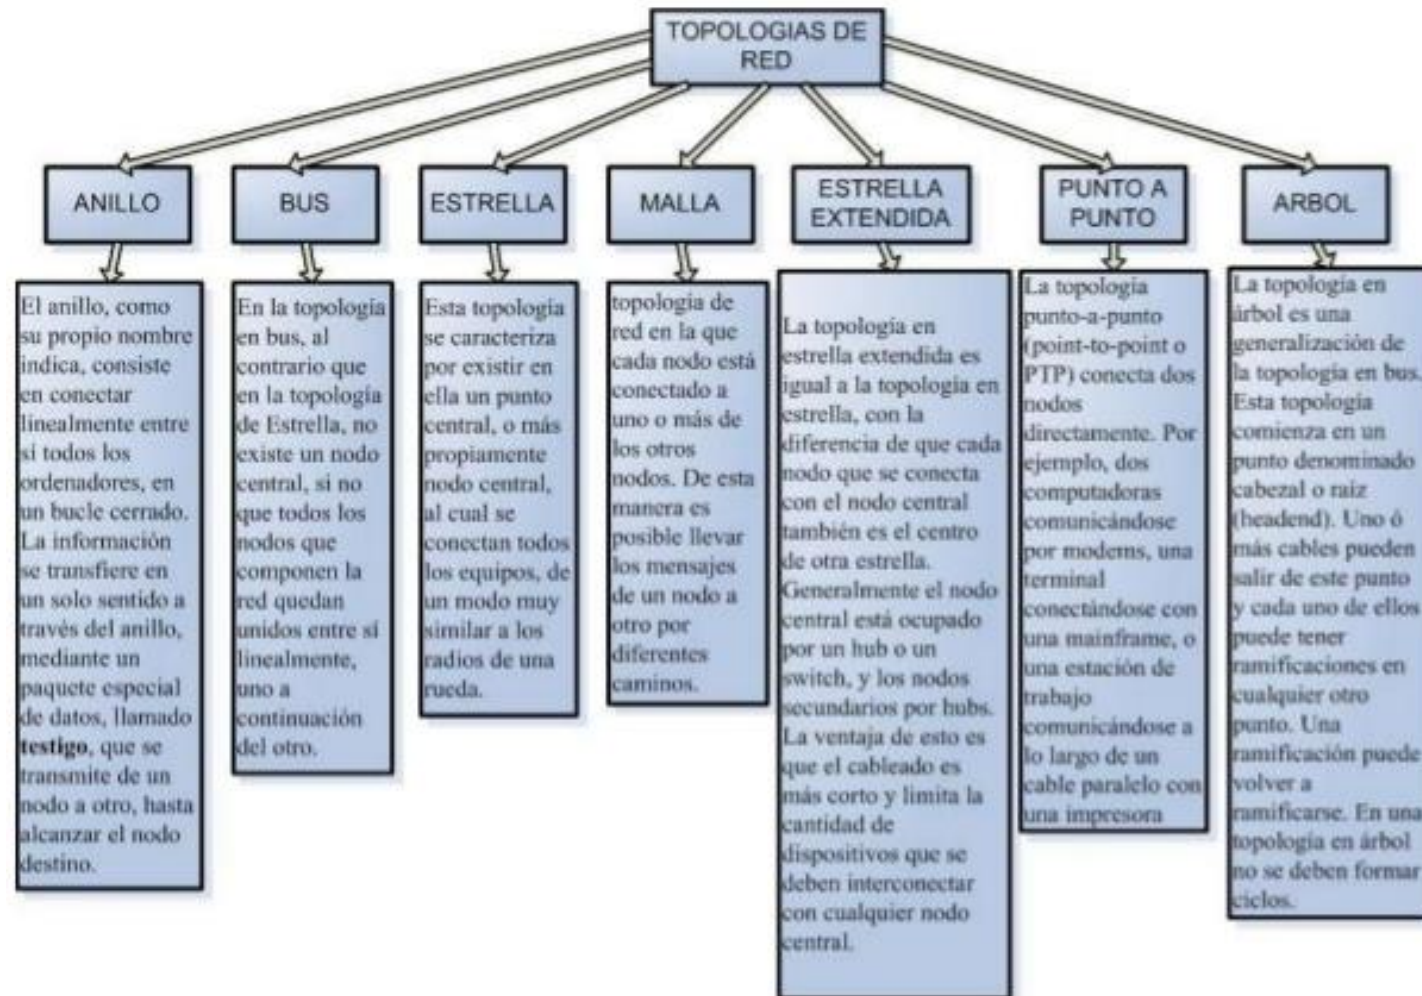 TOPOLOGIAS DE
RED
ANILLO
El anillo, como
su propio nombre
indica, consiste
en conectar
linealmente entre
sí todos los
ordenadores, en
un bucle cerrado.
La información
se transfiere en
un solo sentido a
través del anillo,
mediante un
paquete especial
de datos, llamado
testigo, que se
transmite de un
nodo a otro, hasta
alcanzar el nodo
destino.
BUS
En la topología
en bus, al
contrario que
en la topología
de Estrella, no
existe un nodo
central, si no
que todos los
nodos que
componen la
red quedan
unidos entre sí
linealmente,
uno a
continuación
del otro.
ESTRELLA
Esta topología
se caracteriza
por existir en
ella un punto
central, o más
propiamente
nodo central,
al cual se
conectan todos
los equipos, de
un modo muy
similar a los
radios de una
rueda.
MALLA
topología de
red en la que
cada nodo está
conectado a
uno o más de
los otros
nodos. De esta
manera es
posible llevar
los mensajes
de un nodo a
otro por
diferentes
caminos.
ESTRELLA
EXTENDIDA
La topología en
estrella extendida es
igual a la topología en
estrella, con la
diferencia de que cada
nodo que se conecta
con el nodo central
también es el centro
de otra estrella.
Generalmente el nodo
central está ocupado
por un hub o un
switch, y los nodos
secundarios por hubs.
La ventaja de esto es
que el cableado es
más corto y limita la
cantidad de
dispositivos que se
deben interconectar
con cualquier nodo
central.
PUNTO A
PUNTO
La topología
punto-a-punto
(point-to-point o
PTP) conecta dos
nodos
directamente. Por
ejemplo, dos
computadoras
comunicándose
por modems, una
terminal
conectándose con
una mainframe, o
una estación de
trabajo
comunicándose a
lo largo de un
cable paralelo con
una impresora
ARBOL
La topología en
árbol es una
generalización de
la topología en bus.
Esta topología
comienza en un
punto denominado
cabezal o raíz
(headend). Uno ó
más cables pueden
salir de este punto
y cada uno de ellos
puede tener
ramificaciones en
cualquier otro
punto. Una
ramificación puede
volver a
ramificarse. En una
topología en árbol
no se deben formar
ciclos.